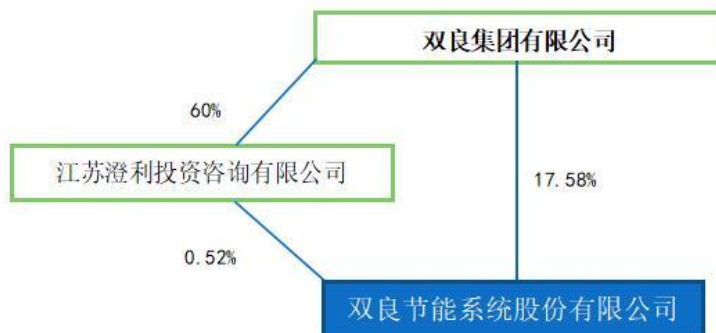 双良集团有限公司
60%
江苏澄利投资咨询有限公司
17.58%
0.52%
双良节能系统股份有限公司